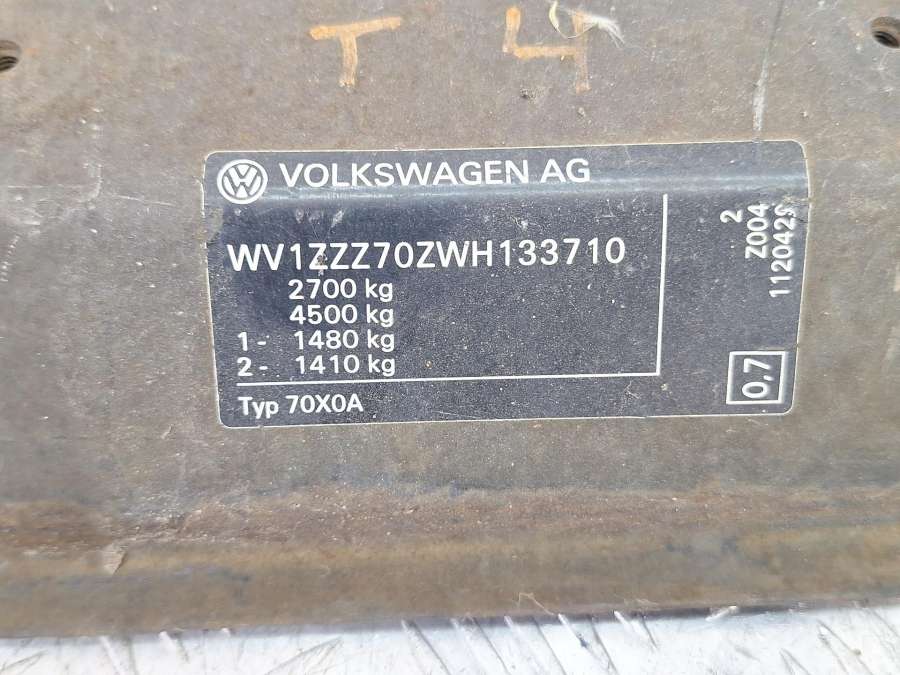 T 4
VOLKSWAGEN AG
WV1ZZZ70ZWH133710
2700 kg
4500 kg
1- 1480 kg
2- 1410 kg
Typ 70X0A
2
Z004
112042S
0,7